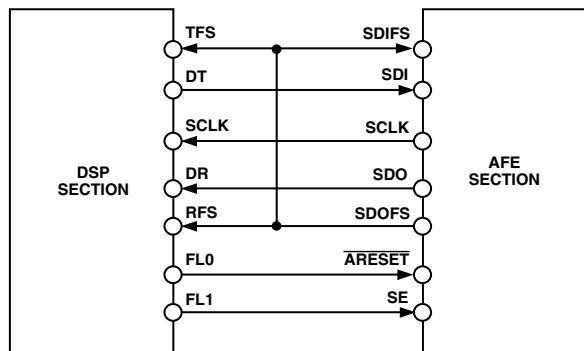 TFS SDIFS
DT SDI
SCLK SCLK
DSP
SECTION
AFE
SECTION
DR SDO
RFS SDOFS
FL0 ARESET
FL1 SE